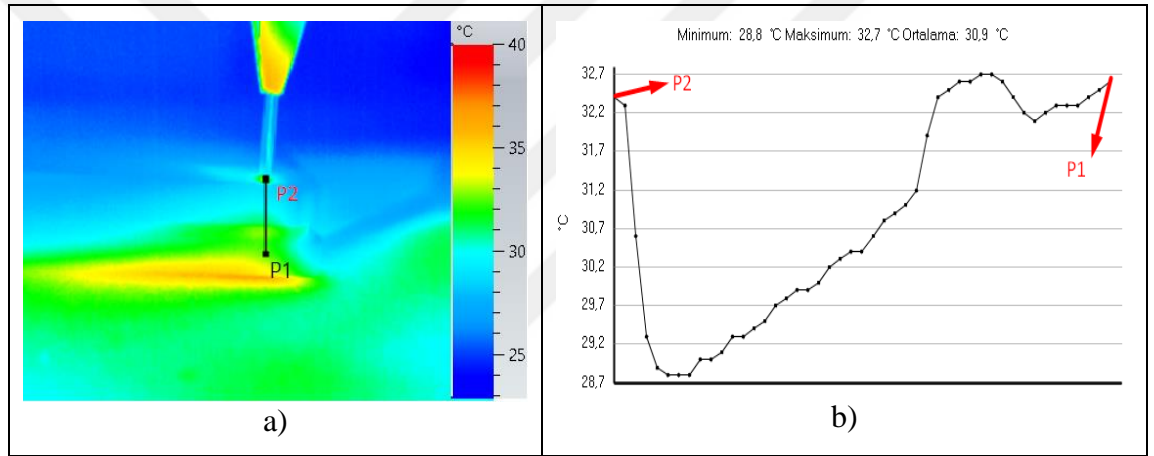 °C
40
35
30
25
P2
P1
a)
Minimum: 28,8 °C Maksimum: 32,7 °C Ortalama: 30,9 °C
32,7
32,2
31,7
31,2
30,7
30,2
29,7
29,2
28,7
°C
P2
P1
b)